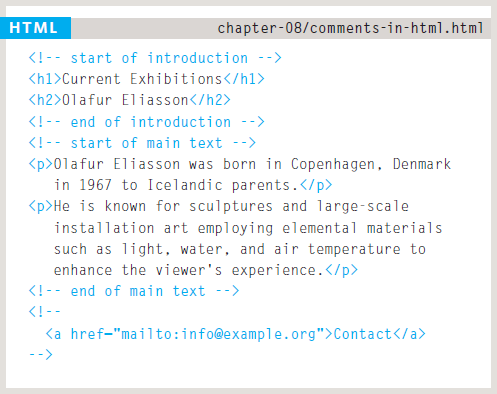 HTML chapter-08/comments-in-html.html
<!-- start of introduction -->
<h1>Current Exhibitions</h1>
<h2>Olafur Eliasson</h2>
<!-- end of introduction -->
<!-- start of main text -->
<p>Olafur Eliasson was born in Copenhagen, Denmark
in 1967 to Icelandic parents.</p>
<p>He is known for sculptures and large-scale
installation art employing elemental materials
such as light, water, and air temperature to
enhance the viewer's experience.</p>
<!-- end of main text -->
<!--
<a href="mailto:info@example.org">Contact</a>
-->